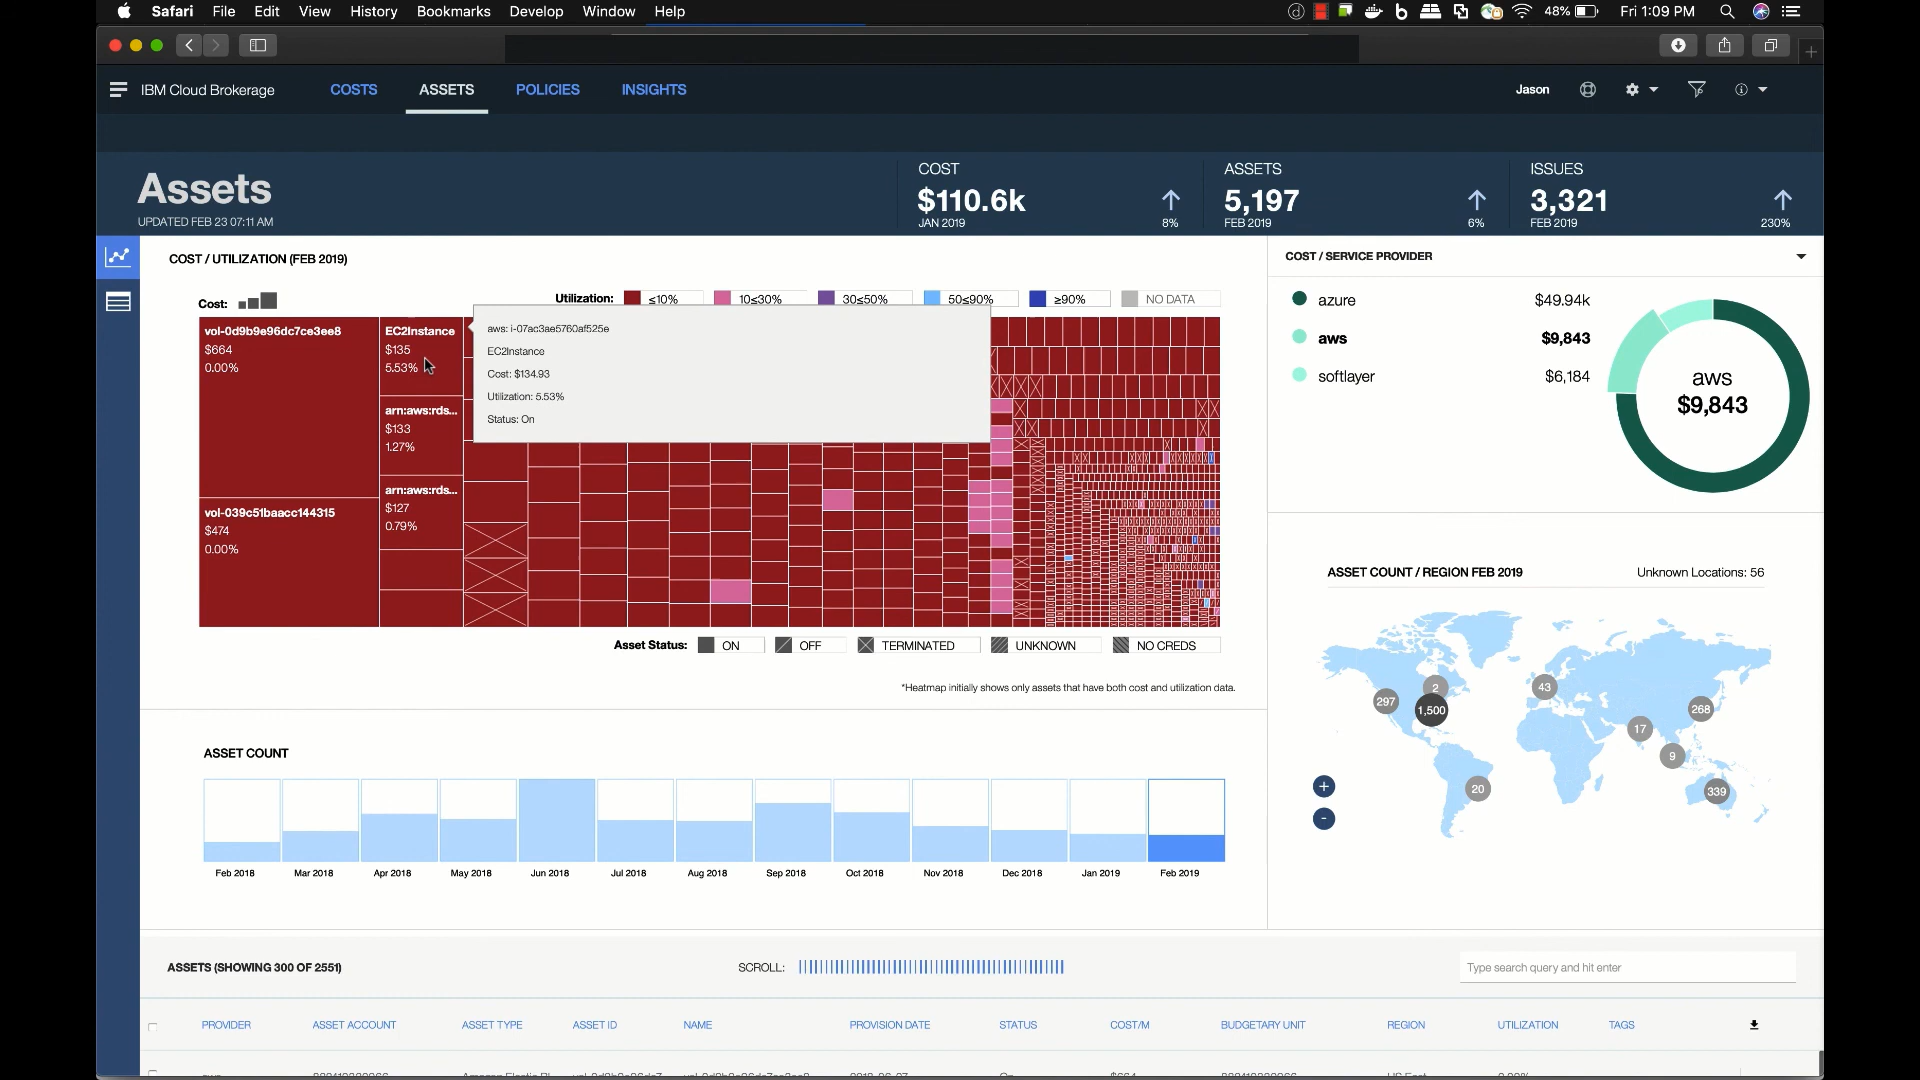 Safari File Edit View History Bookmarks Develop Window Help 48% Fri 1:09 PM
IBM Cloud Brokerage COSTS ASSETS POLICIES INSIGHTS Jason
Assets
UPDATED FEB 23 07:11 AM
COST
$110.6k
JAN 2019
8%
ASSETS
5,197
FEB 2019
6%
ISSUES
3,321
FEB 2019
230%
COST / UTILIZATION (FEB 2019)
Cost:
Utilization: ≤10% 10≤30% 30≤50% 50≤90% ≥90% NO DATA
vol-0d9b9e96dc7ce3ee8
$664
0.00%
vol-039c51baacc144315
$474
0.00%
EC2Instance
$135
5.53%
arn:aws:rds...
$133
1.27%
arn:aws:rds...
$127
0.79%
aws: i-07ac3ae5760af525e
EC2Instance
Cost: $134.93
Utilization: 5.53%
Status: On
Asset Status: ON OFF TERMINATED UNKNOWN NO CREDS
*Heatmap initially shows only assets that have both cost and utilization data.
COST / SERVICE PROVIDER
azure $49.94k
aws $9,843
softlayer $6,184
aws
$9,843
ASSET COUNT / REGION FEB 2019 Unknown Locations: 56
2
43
297
1,500
268
17
9
20
339
+
-
ASSET COUNT
Feb 2018 Mar 2018 Apr 2018 May 2018 Jun 2018 Jul 2018 Aug 2018 Sep 2018 Oct 2018 Nov 2018 Dec 2018 Jan 2019 Feb 2019
ASSETS (SHOWING 300 OF 2551) SCROLL: Type search query and hit enter
PROVIDER ASSET ACCOUNT ASSET TYPE ASSET ID NAME PROVISION DATE STATUS COST/M BUDGETARY UNIT REGION UTILIZATION TAGS